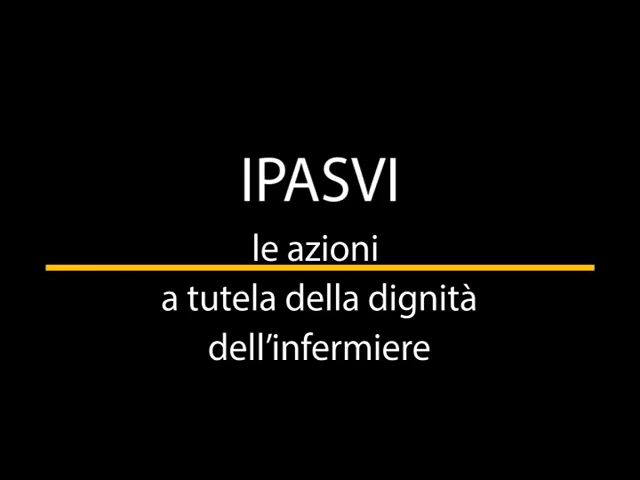 IPASVI
le azioni
a tutela della dignità
dell’infermiere